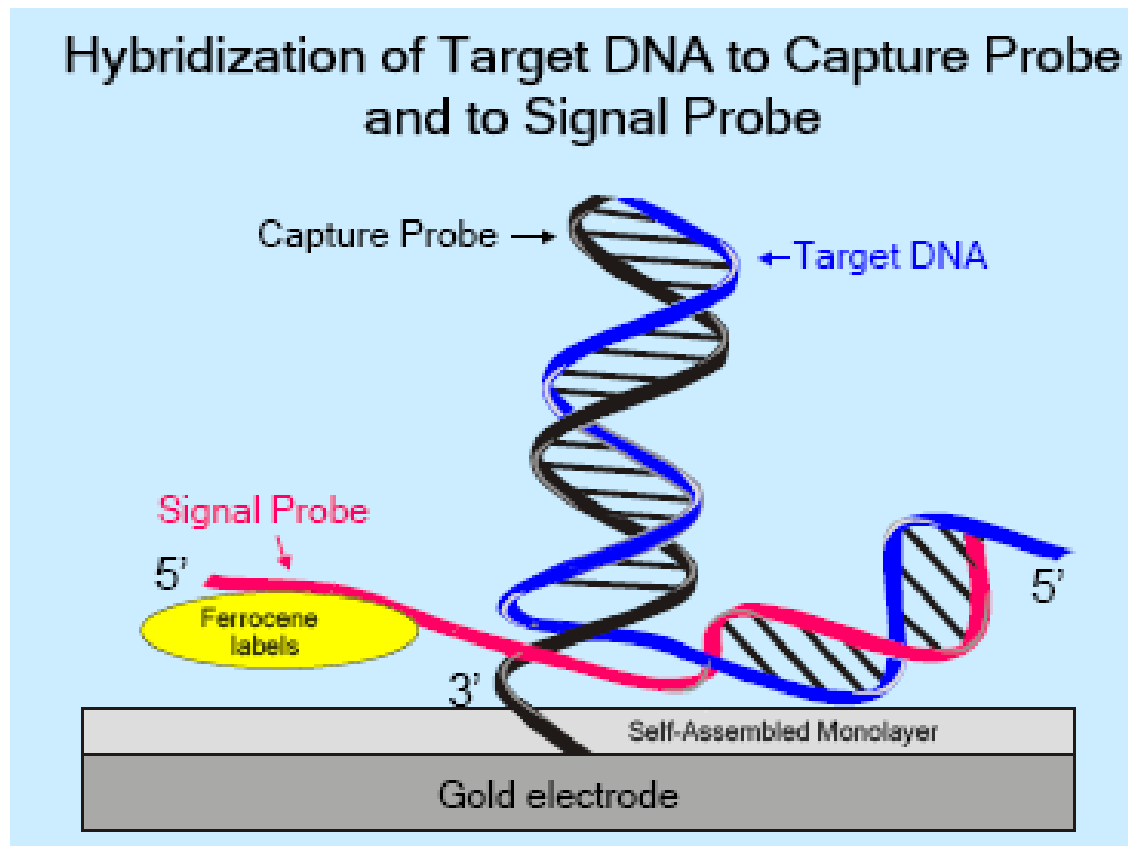 Hybridization of Target DNA to Capture Probe
and to Signal Probe
Capture Probe
Target DNA
Signal Probe
5’
5’
Ferrocene
labels
3’
Self-Assembled Monolayer
Gold electrode